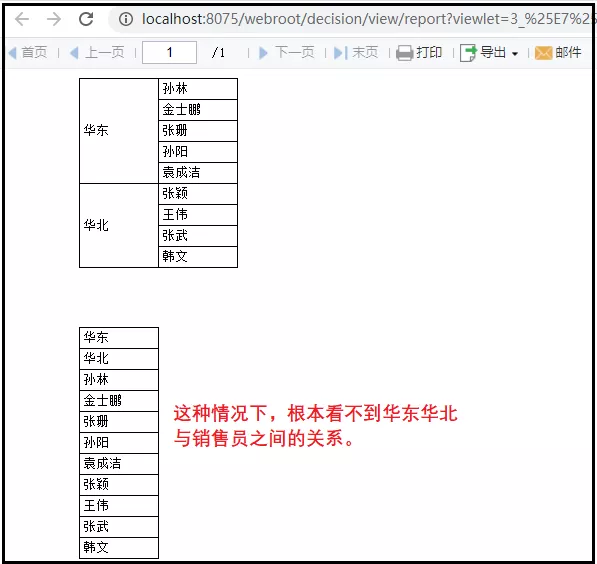 localhost:8075/webroot/decision/view/report?viewlet=3_%25E7%25
首页 上一页 1 /1 下一页 末页 打印 导出 邮件
华东 孙林
金士鹏
张珊
孙阳
袁成洁
华北 张颖
王伟
张武
韩文
华东
华北
孙林
金士鹏
张珊
孙阳
袁成洁
张颖
王伟
张武
韩文
这种情况下，根本看不到华东华北
与销售员之间的关系。